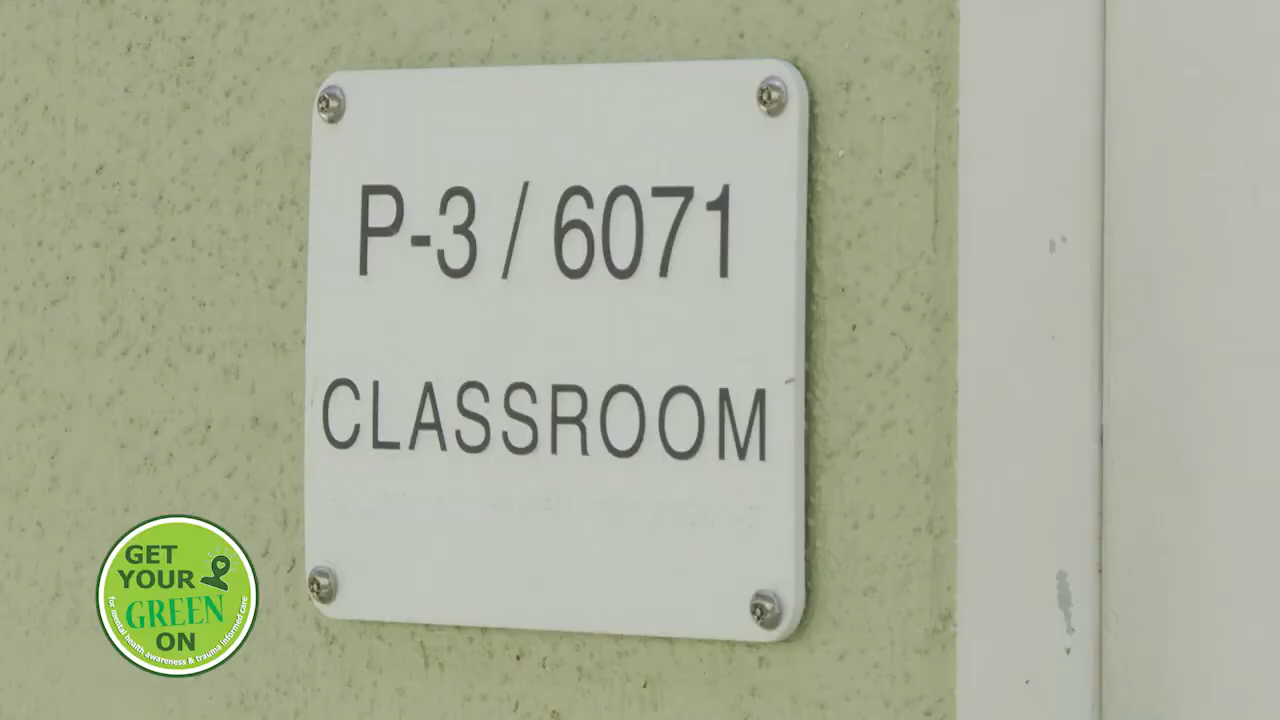 P-3 / 6071
CLASSROOM
GET
YOUR
GREEN
ON
for mental health awareness & trauma informed care